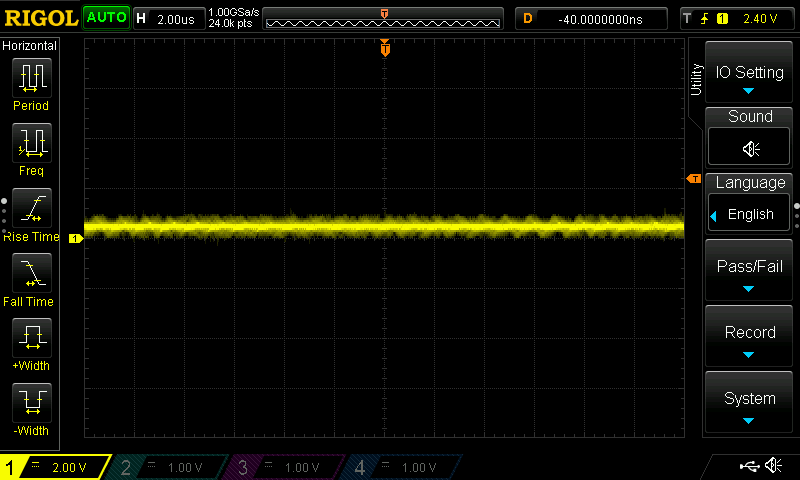 RIGOL AUTO H 2.00us 1.00GSa/s 24.0k pts T D -40.0000000ns T 1 2.40 V
Horizontal
Period
Freq
Rise Time
Fall Time
+Width
-Width
T
T
1
Utility
IO Setting
Sound
Language
English
Pass/Fail
Record
System
1 2.00 V 2 1.00 V 3 1.00 V 4 1.00 V